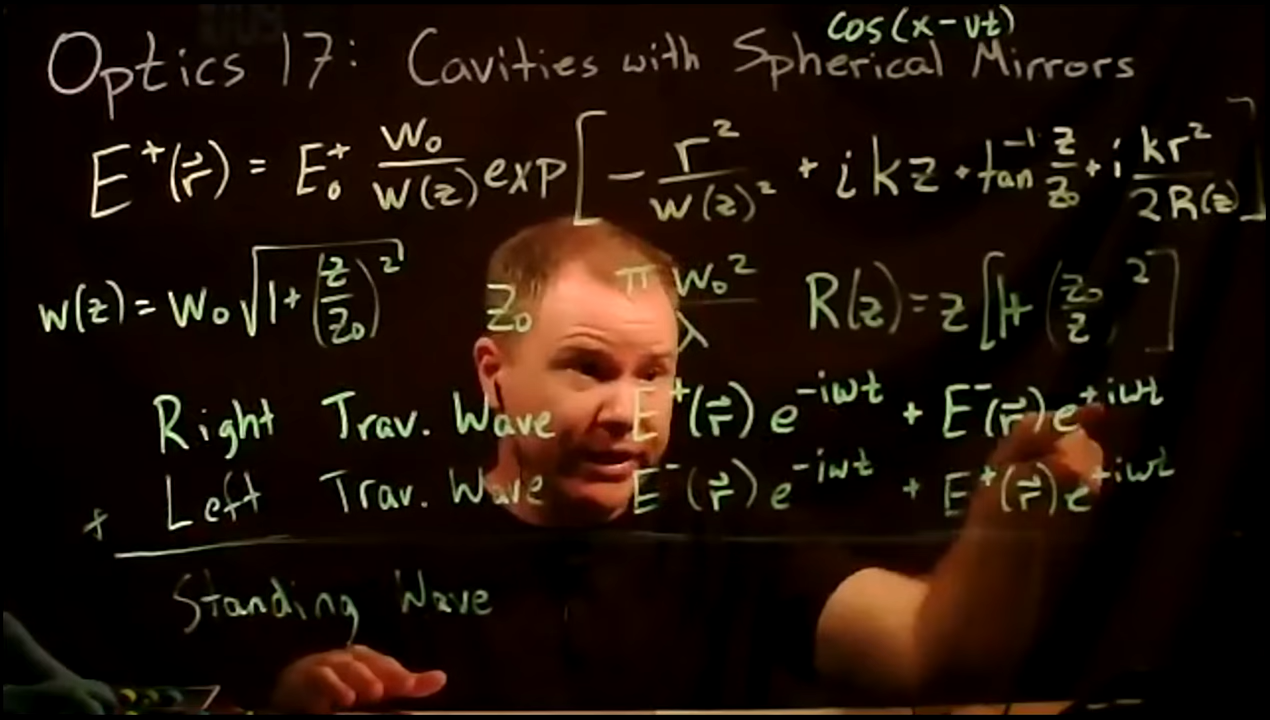 cos(x-vt)
Optics 17: Cavities with Spherical Mirrors
E⁺(r⃗) = E₀⁺ W₀/W(z) exp[ - r²/W(z)² + ikz + tan⁻¹ z/z₀ + i kr²/2R(z) ]
W(z) = W₀ √(1+(z/z₀)²) z₀ πW₀²/λ R(z) = z[1+(z₀/z)²]
Right Trav. Wave E⁺(r⃗)e^(-iωt) + E⁻(r⃗)e^(+iωt)
+ Left Trav. Wave E⁻(r⃗)e^(-iωt) + E⁺(r⃗)e^(+iωt)
Standing Wave